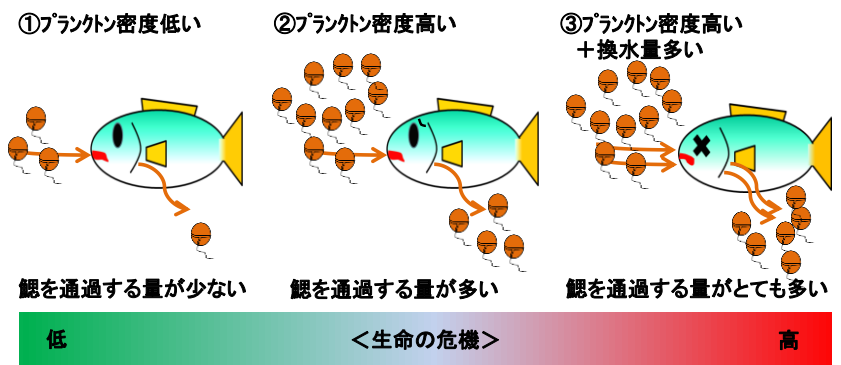 ①ﾌﾟﾗﾝｸﾄﾝ密度低い
②ﾌﾟﾗﾝｸﾄﾝ密度高い
③ﾌﾟﾗﾝｸﾄﾝ密度高い
＋換水量多い
鰓を通過する量が少ない
鰓を通過する量が多い
鰓を通過する量がとても多い
低
＜生命の危機＞
高